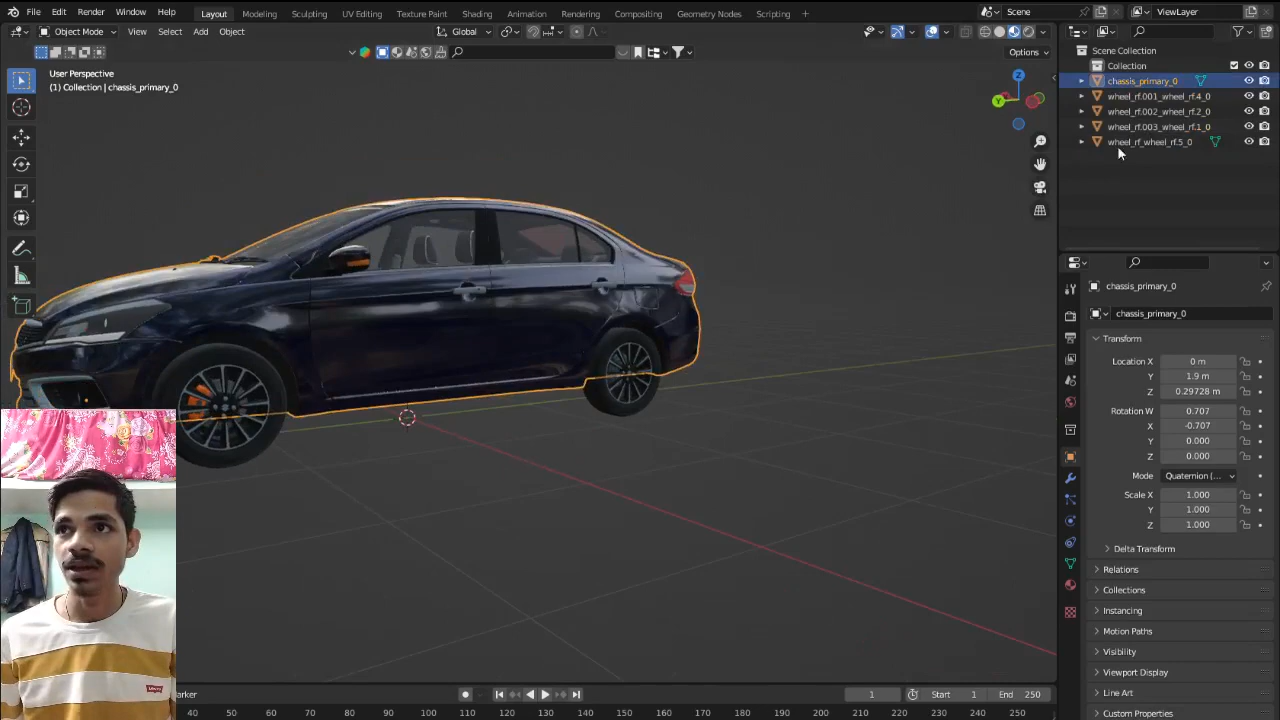 File Edit Render Window Help Layout Modeling Sculpting UV Editing Texture Paint Shading Animation Rendering Compositing Geometry Nodes Scripting + Scene ViewLayer
Object Mode View Select Add Object Global
Options
User Perspective
(1) Collection | chassis_primary_0
Z
Y
Scene Collection
Collection
chassis_primary_0
wheel_rf.001_wheel_rf.4_0
wheel_rf.002_wheel_rf.2_0
wheel_rf.003_wheel_rf.1_0
wheel_rf_wheel_rf.5_0
chassis_primary_0
chassis_primary_0
Transform
Location X 0 m
Y 1.9 m
Z 0.29728 m
Rotation W 0.707
X -0.707
Y 0.000
Z 0.000
Mode Quaternion (...
Scale X 1.000
Y 1.000
Z 1.000
Delta Transform
Relations
Collections
Instancing
Motion Paths
Visibility
Viewport Display
Line Art
Custom Properties
Marker 1 Start 1 End 250
40 50 60 70 80 90 100 110 120 130 140 150 160 170 180 190 200 210 220 230 240 250